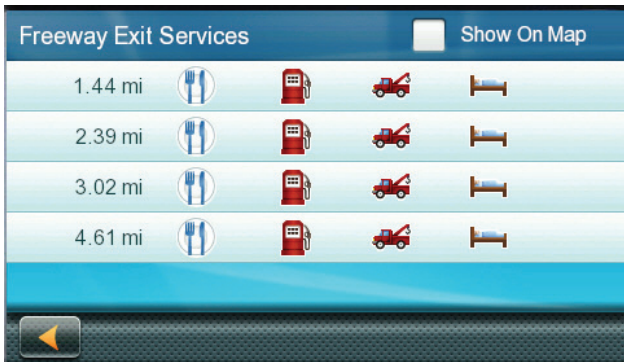 Freeway Exit Services Show On Map
1.44 mi
2.39 mi
3.02 mi
4.61 mi